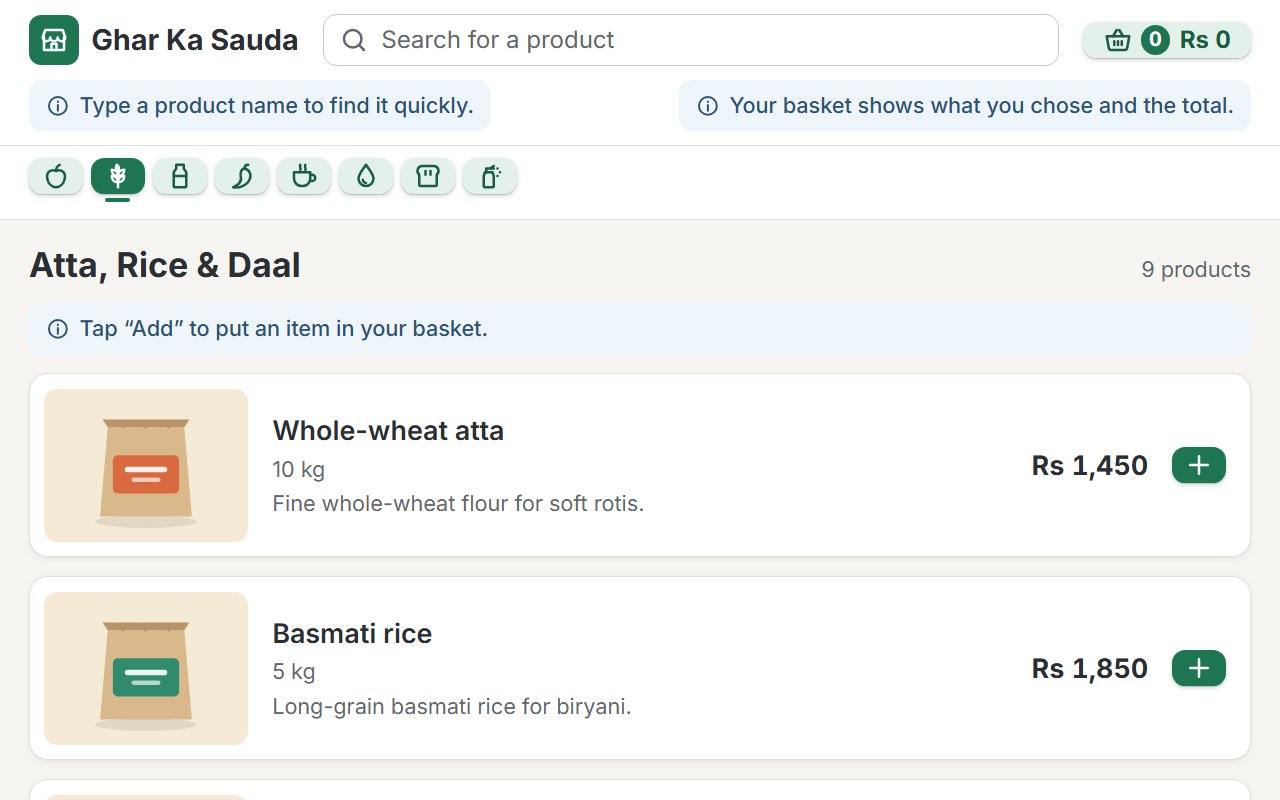 Ghar Ka Sauda
Search for a product
0 Rs 0
Type a product name to find it quickly.
Your basket shows what you chose and the total.
Atta, Rice & Daal
9 products
Tap “Add” to put an item in your basket.
Whole-wheat atta
10 kg
Fine whole-wheat flour for soft rotis.
Rs 1,450
Basmati rice
5 kg
Long-grain basmati rice for biryani.
Rs 1,850